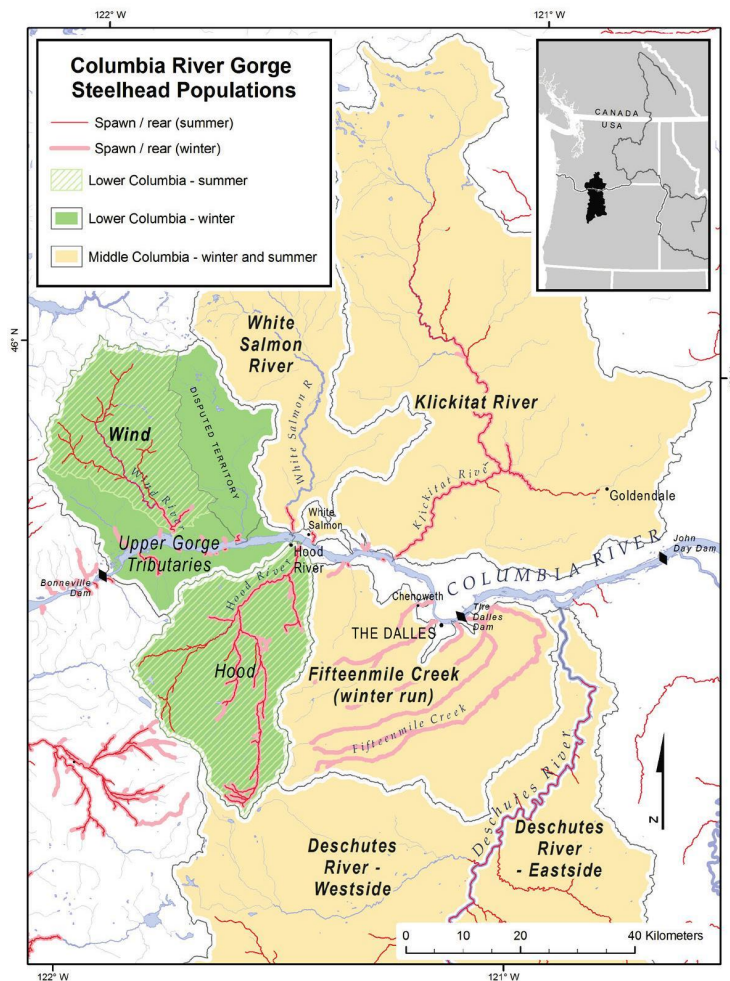 122° W
121° W
Columbia River Gorge
Steelhead Populations
Spawn / rear (summer)
Spawn / rear (winter)
Lower Columbia - summer
Lower Columbia - winter
Middle Columbia - winter and summer
CANADA
USA
46° N
White
Salmon
River
White Salmon R
Klickitat River
DISPUTED TERRITORY
Wind
Wind River
Klickitat River
Goldendale
White
Salmon
Hood
River
Upper Gorge
Tributaries
Bonneville
Dam
Hood River
COLUMBIA RIVER
John
Day Dam
Chenoweth
The
Dalles
Dam
THE DALLES
Hood
Fifteenmile Creek
(winter run)
Fifteenmile Creek
Deschutes River
Deschutes
River -
Westside
Deschutes
River
- Eastside
N
0 10 20 40 Kilometers
122° W
121° W